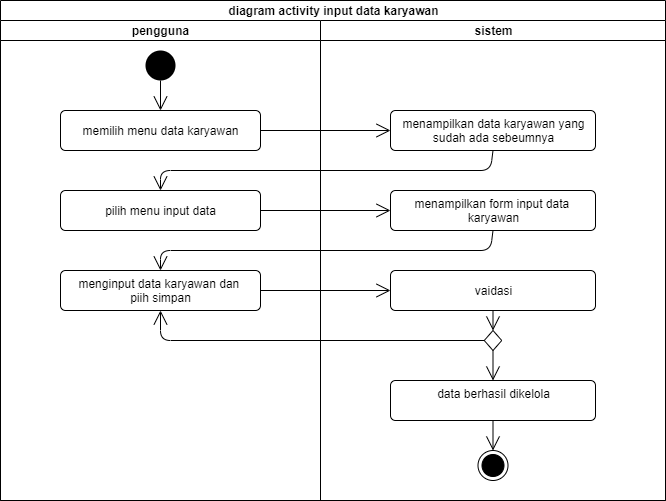 diagram activity input data karyawan
pengguna
sistem
memilih menu data karyawan
menampilkan data karyawan yang
sudah ada sebeumnya
pilih menu input data
menampilkan form input data
karyawan
menginput data karyawan dan
piih simpan
vaidasi
data berhasil dikelola